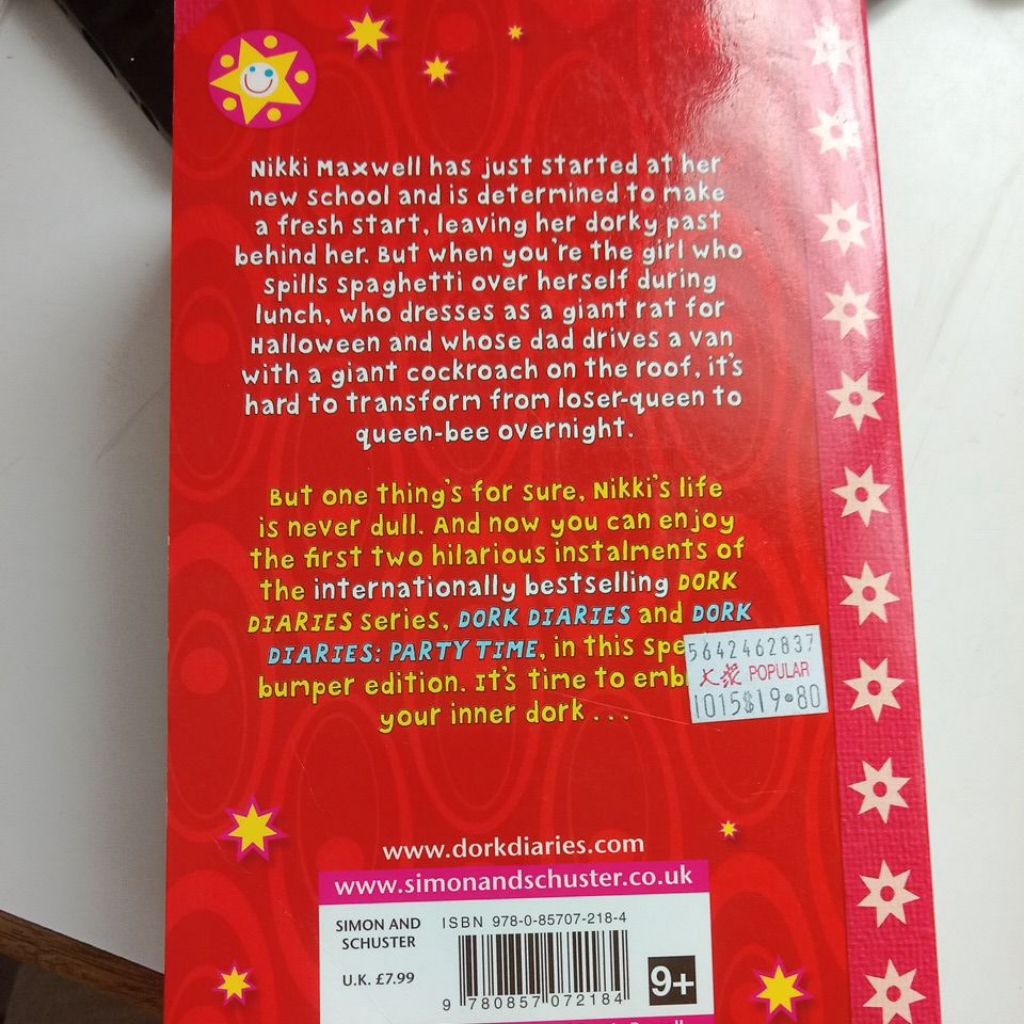 Nikki Maxwell has just started at her
new school and is determined to make
a fresh start, leaving her dorky past
behind her. But when you're the girl who
spills spaghetti over herself during
lunch, who dresses as a giant rat for
Halloween and whose dad drives a van
with a giant cockroach on the roof, it's
hard to transform from loser-queen to
queen-bee overnight.
But one thing's for sure, Nikki's life
is never dull. And now you can enjoy
the first two hilarious instalments of
the internationally bestselling DORK
DIARIES series, DORK DIARIES and DORK
DIARIES: PARTY TIME, in this spe
bumper edition. It's time to emb
your inner dork . . .
5642462837
大众 POPULAR
1015$19.80
www.dorkdiaries.com
www.simonandschuster.co.uk
SIMON AND
SCHUSTER
U.K. £7.99
ISBN 978-0-85707-218-4
9 780857 072184
9+